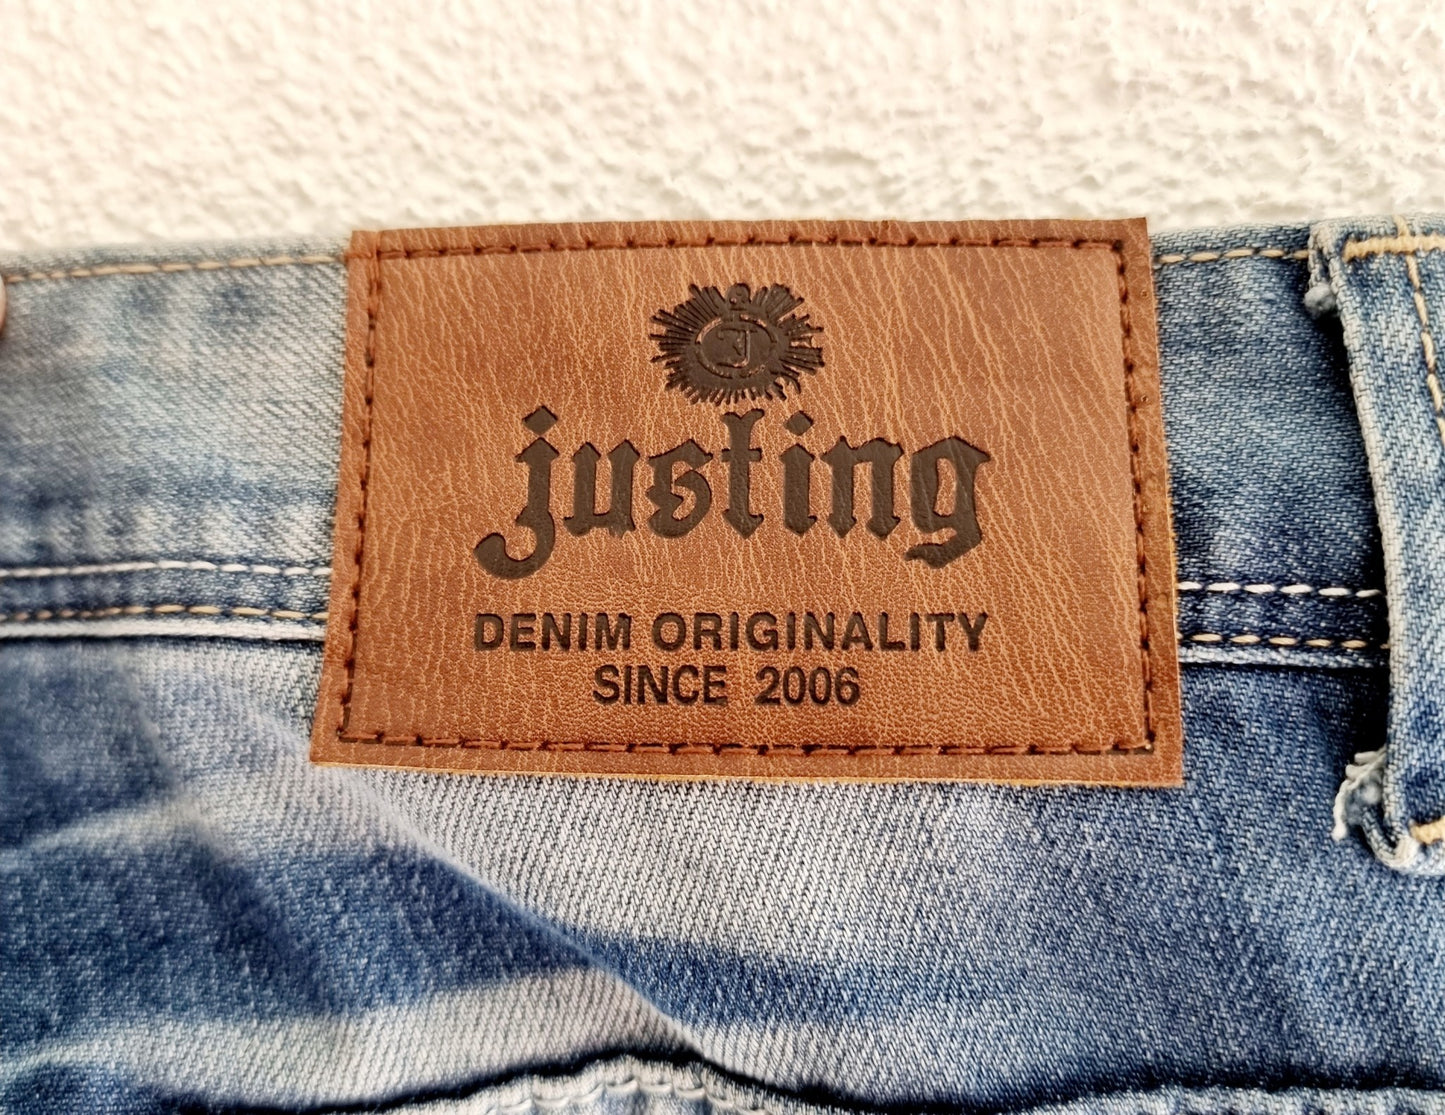 J
justing
DENIM ORIGINALITY
SINCE 2006